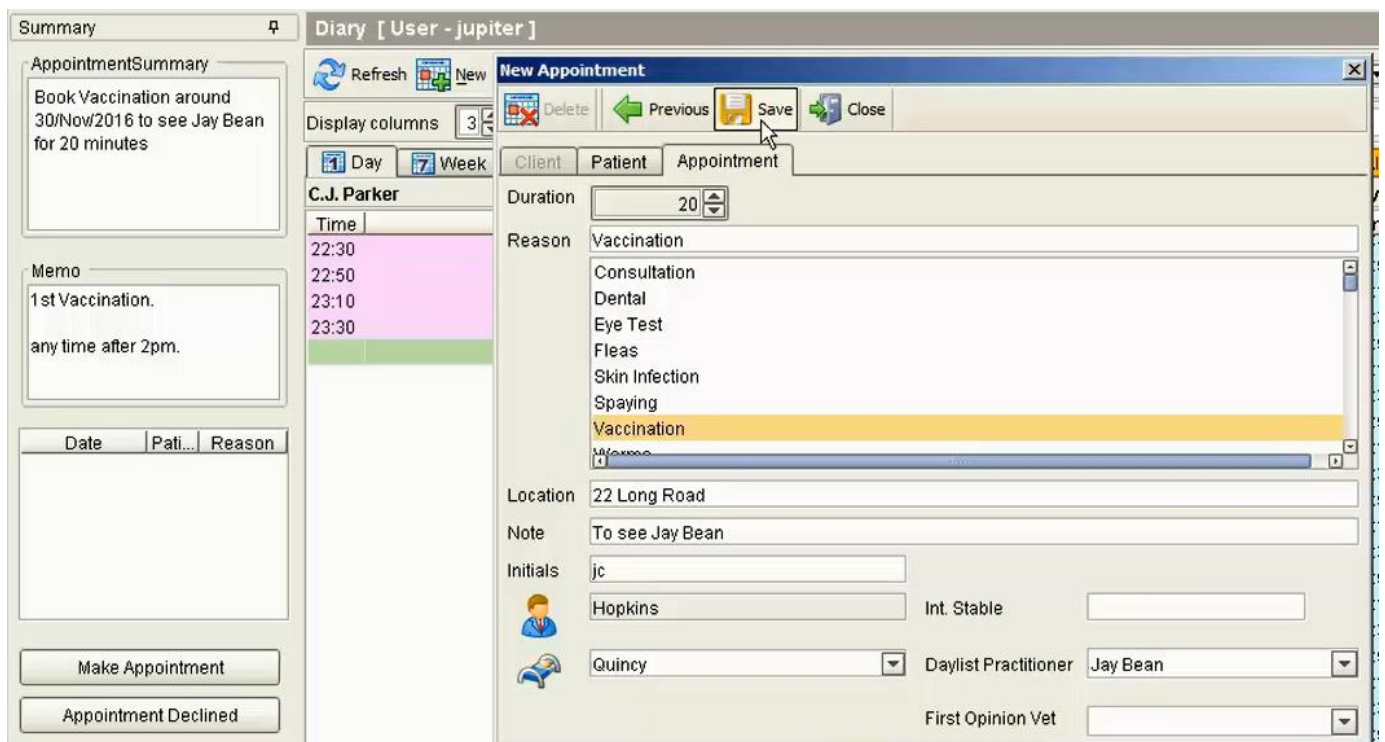 Summary
AppointmentSummary
Book Vaccination around
30/Nov/2016 to see Jay Bean
for 20 minutes
Memo
1st Vaccination.
any time after 2pm.
Date Pati... Reason
Make Appointment
Appointment Declined
Diary [ User - jupiter ]
Refresh New
Display columns 3
1 Day 7 Week
C.J. Parker
Time
22:30
22:50
23:10
23:30
New Appointment
Delete Previous Save Close
Client Patient Appointment
Duration 20
Reason Vaccination
Consultation
Dental
Eye Test
Fleas
Skin Infection
Spaying
Vaccination
Location 22 Long Road
Note To see Jay Bean
Initials jc
Hopkins Int. Stable
Quincy Daylist Practitioner Jay Bean
First Opinion Vet